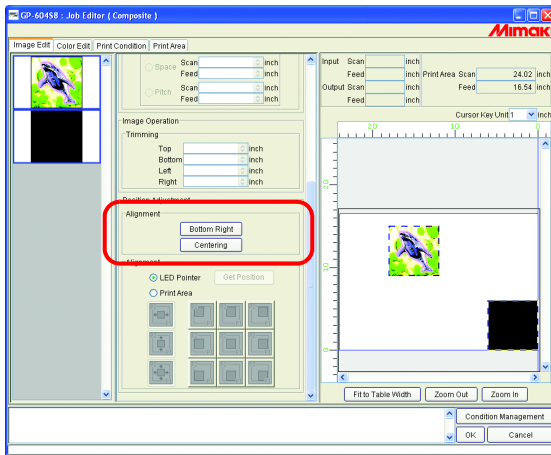 GP-604S8 : Job Editor ( Composite )
Mimaki
Image Edit Color Edit Print Condition Print Area
Space Scan inch
Feed inch
Pitch Scan inch
Feed inch
Image Operation
Trimming
Top inch
Bottom inch
Left inch
Right inch
Position Adjustment
Alignment
Bottom Right
Centering
Alignment
LED Pointer Get Position
Print Area
Input Scan inch
Feed inch Print Area Scan 24.02 inch
Output Scan inch Feed 16.54 inch
Feed inch
Cursor Key Unit 1 inch
20 10 0
20
10
0
Fit to Table Width Zoom Out Zoom In
Condition Management
OK Cancel